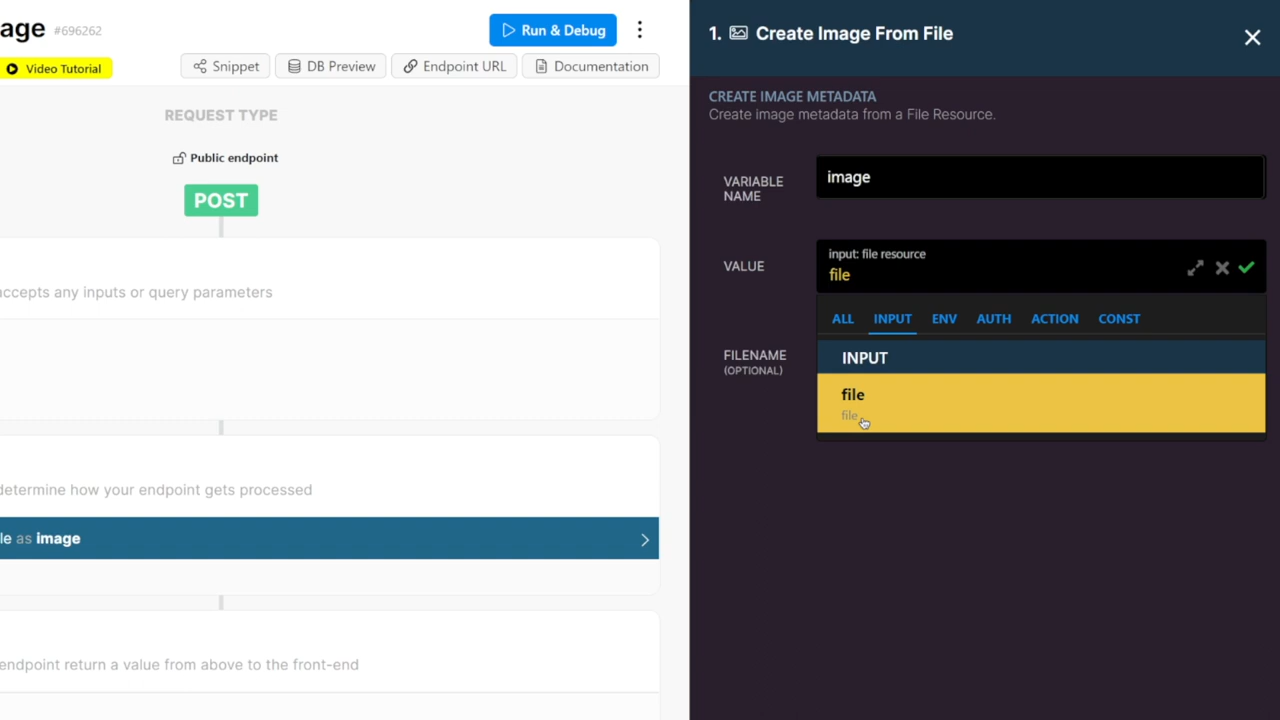 age #696262
Run & Debug
Video Tutorial
Snippet
DB Preview
Endpoint URL
Documentation
REQUEST TYPE
Public endpoint
POST
accepts any inputs or query parameters
determine how your endpoint gets processed
le as image
endpoint return a value from above to the front-end
1. Create Image From File
CREATE IMAGE METADATA
Create image metadata from a File Resource.
VARIABLE
NAME
image
VALUE
input: file resource
file
ALL INPUT ENV AUTH ACTION CONST
FILENAME
(OPTIONAL)
INPUT
file
file